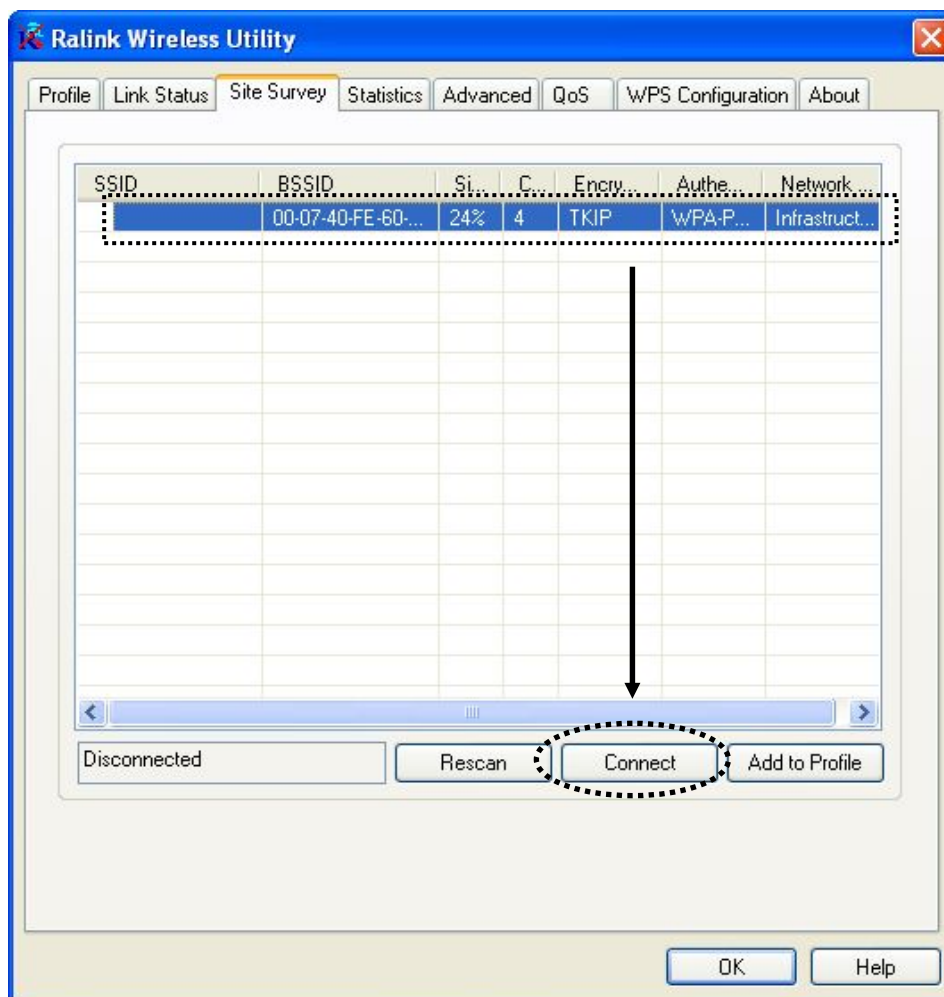 Ralink Wireless Utility
Profile Link Status Site Survey Statistics Advanced QoS WPS Configuration About
SSID BSSID Si... C... Encry... Authe... Network ...
00-07-40-FE-60-... 24% 4 TKIP WPA-P... Infrastruct...
Disconnected Rescan Connect Add to Profile
OK Help